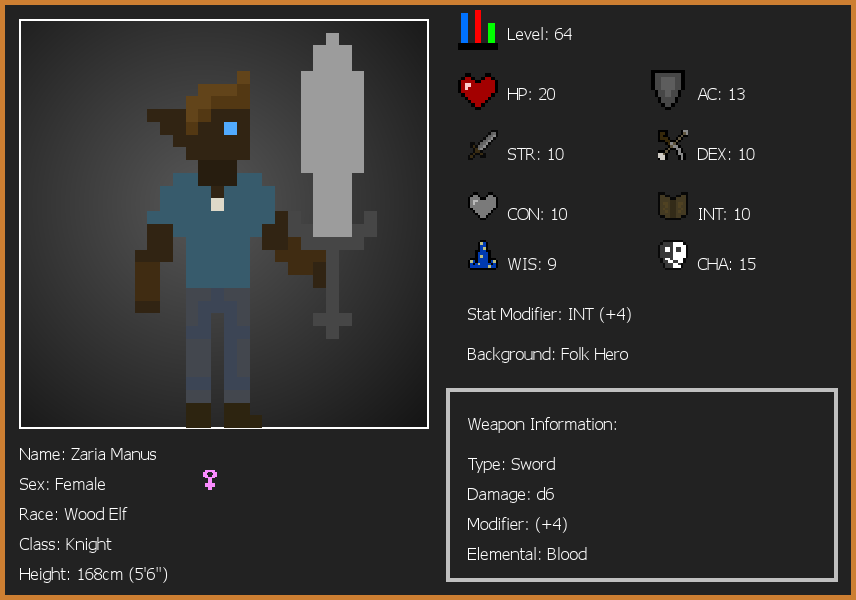 Level: 64
HP: 20
AC: 13
STR: 10
DEX: 10
CON: 10
INT: 10
WIS: 9
CHA: 15
Stat Modifier: INT (+4)
Background: Folk Hero
Weapon Information:
Type: Sword
Damage: d6
Modifier: (+4)
Elemental: Blood
Name: Zaria Manus
Sex: Female
Race: Wood Elf
Class: Knight
Height: 168cm (5'6")